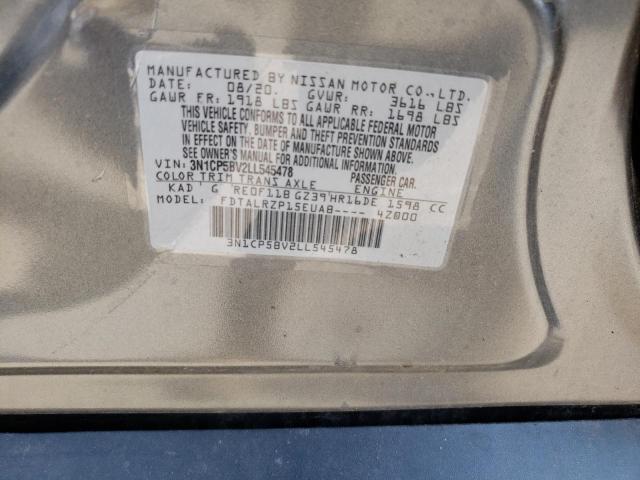 MANUFACTURED BY NISSAN MOTOR CO.,LTD.
DATE: 08/20. GVWR: 3616 LBS
GAWR FR: 1918 LBS GAWR RR: 1698 LBS
THIS VEHICLE CONFORMS TO ALL APPLICABLE FEDERAL MOTOR
VEHICLE SAFETY, BUMPER AND THEFT PREVENTION STANDARDS
IN EFFECT ON THE DATE OF MANUFACTURE SHOWN ABOVE.
SEE OWNER'S MANUAL FOR ADDITIONAL INFORMATION.
VIN: 3N1CP5BV2LL545478 PASSENGER CAR.
COLOR TRIM TRANS AXLE ENGINE
KAD G RE0F11B GZ39 HR16DE 1598 CC
MODEL: FDTALRZP15EUAB---- 4Z000
3N1CP5BV2LL545478